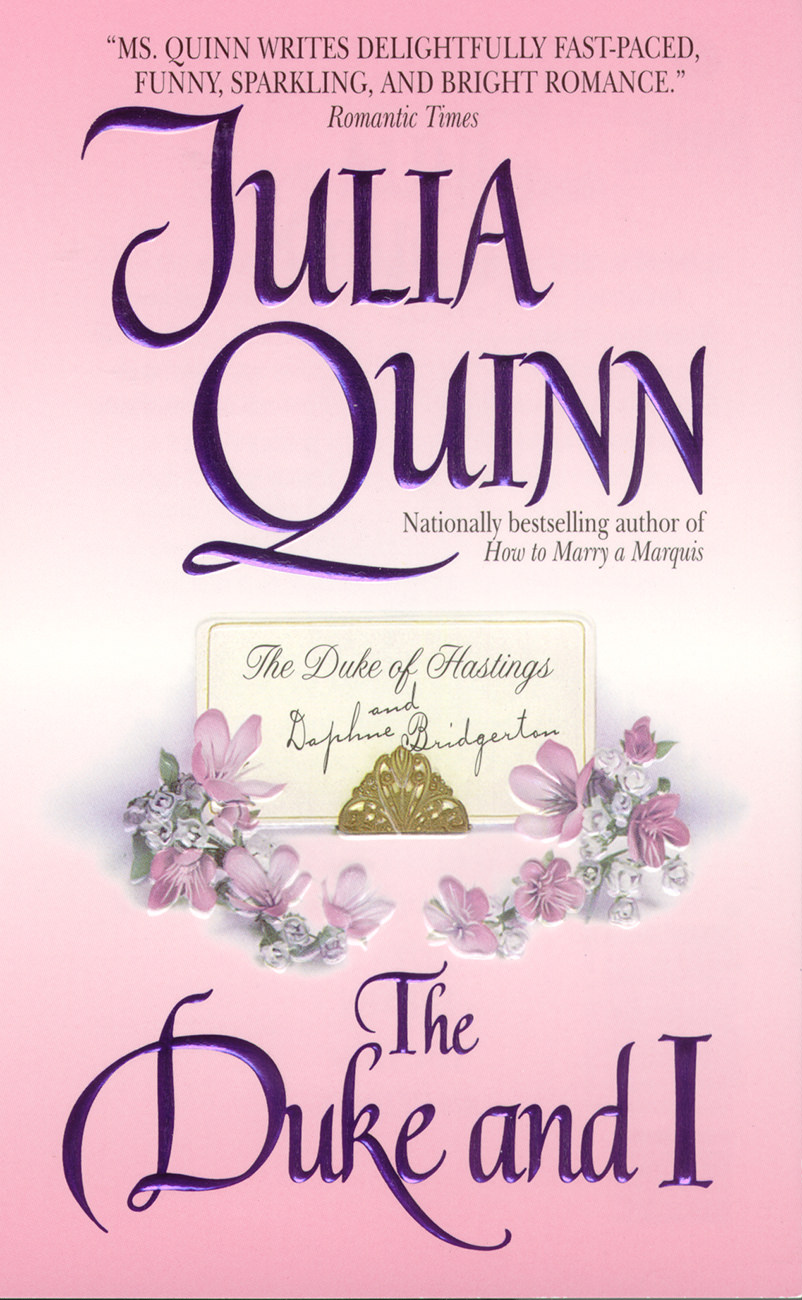 “MS. QUINN WRITES DELIGHTFULLY FAST-PACED,
FUNNY, SPARKLING, AND BRIGHT ROMANCE.”
Romantic Times
JULIA
QUINN
Nationally bestselling author of
How to Marry a Marquis
The Duke of Hastings
and
Daphne Bridgerton
The
Duke and I